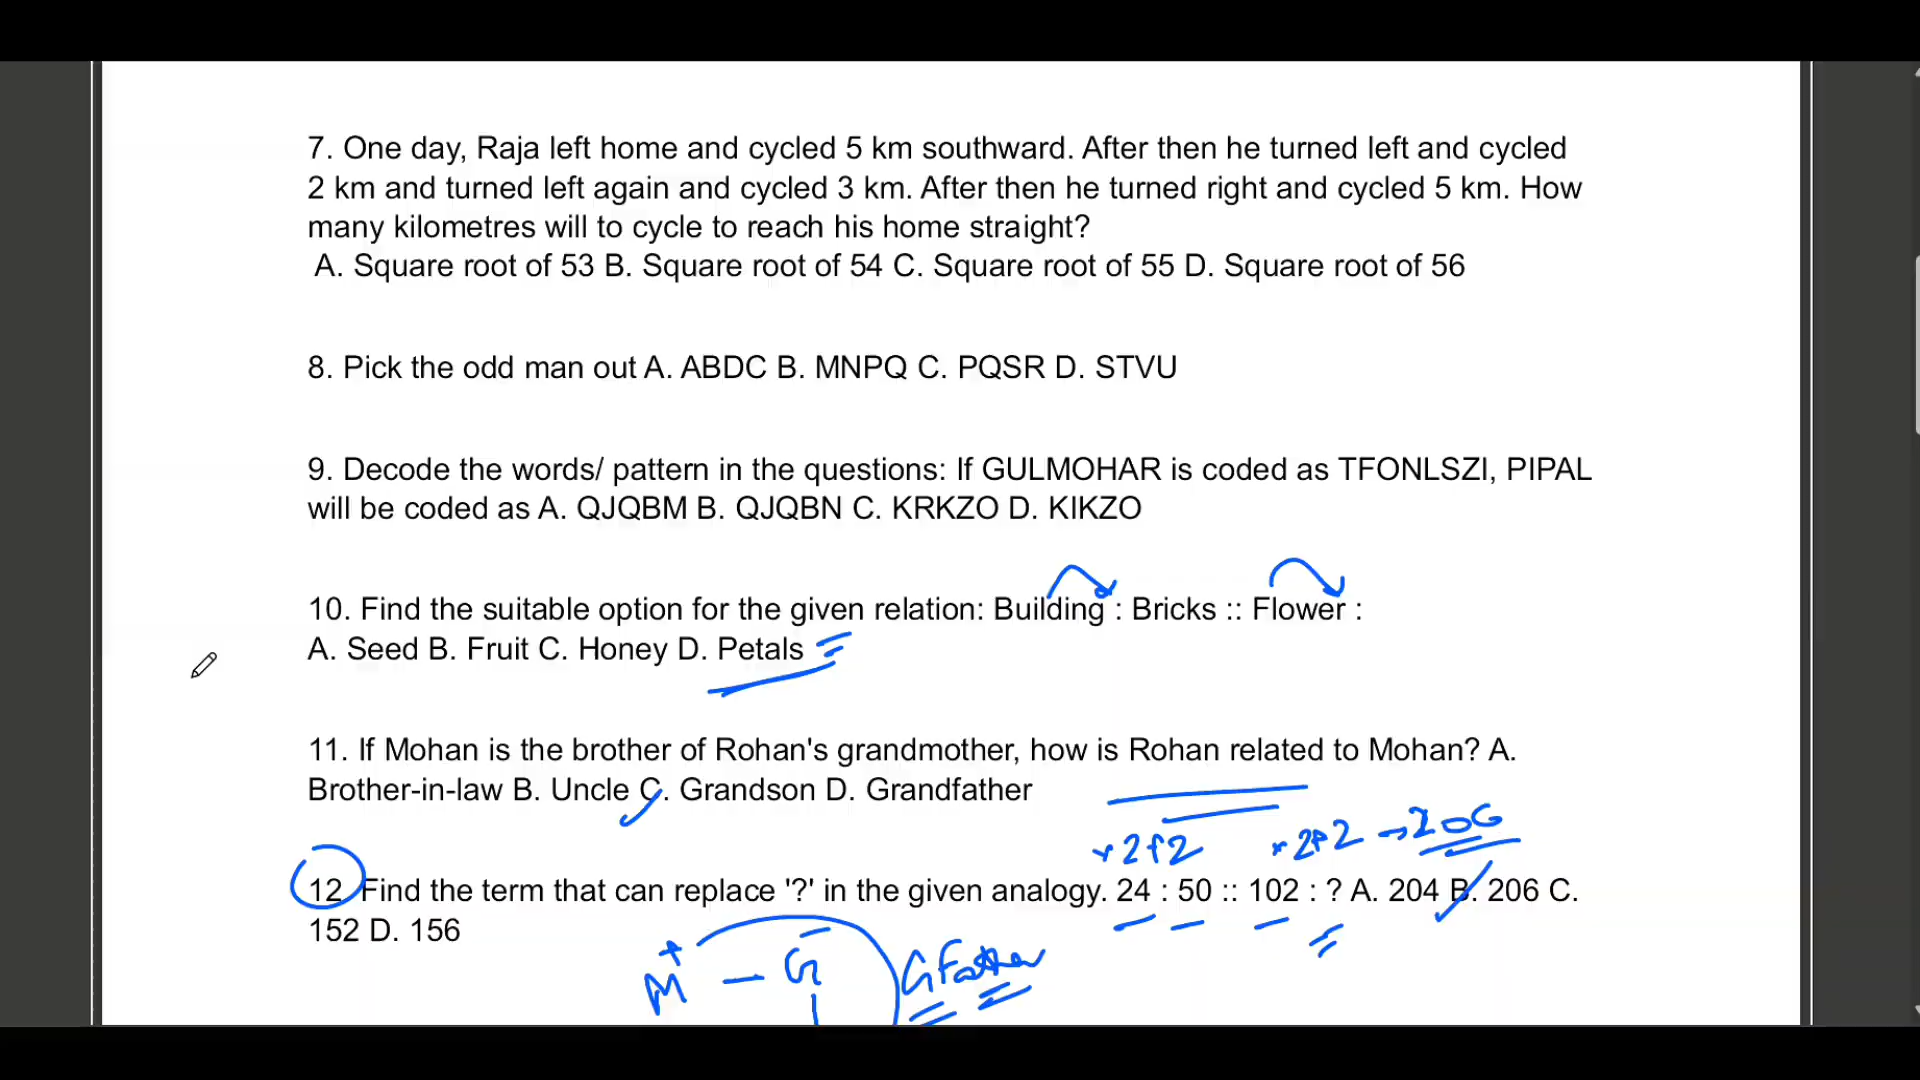 7. One day, Raja left home and cycled 5 km southward. After then he turned left and cycled
2 km and turned left again and cycled 3 km. After then he turned right and cycled 5 km. How
many kilometres will to cycle to reach his home straight?
A. Square root of 53 B. Square root of 54 C. Square root of 55 D. Square root of 56
8. Pick the odd man out A. ABDC B. MNPQ C. PQSR D. STVU
9. Decode the words/ pattern in the questions: If GULMOHAR is coded as TFONLSZI, PIPAL
will be coded as A. QJQBM B. QJQBN C. KRKZO D. KIKZO
10. Find the suitable option for the given relation: Building : Bricks :: Flower :
A. Seed B. Fruit C. Honey D. Petals
11. If Mohan is the brother of Rohan's grandmother, how is Rohan related to Mohan? A.
Brother-in-law B. Uncle C. Grandson D. Grandfather
×2+2 ×2+2 → 206
12. Find the term that can replace '?' in the given analogy. 24 : 50 :: 102 : ? A. 204 B. 206 C.
152 D. 156
M+ — G GFather